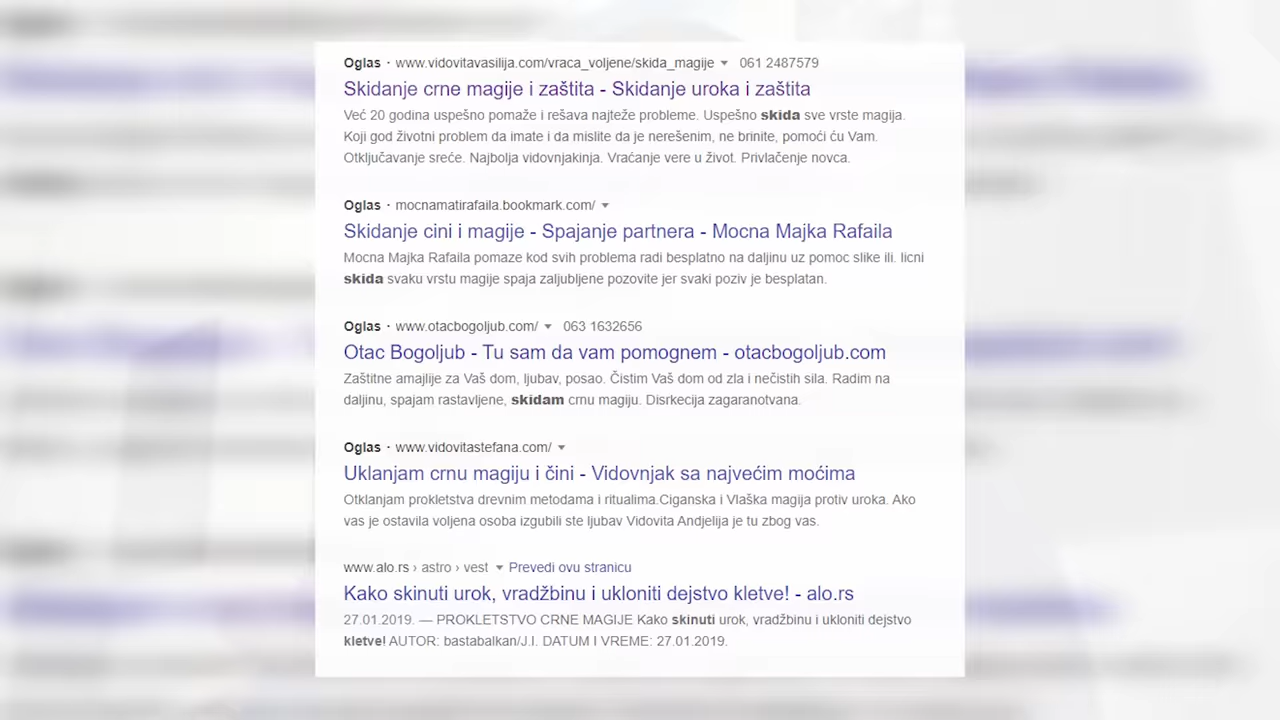 Oglas · www.vidovitavasilija.com/vraca_voljene/skida_magije 061 2487579
Skidanje crne magije i zaštita - Skidanje uroka i zaštita
Već 20 godina uspešno pomaže i rešava najteže probleme. Uspešno skida sve vrste magija.
Koji god životni problem da imate i da mislite da je nerešenim, ne brinite, pomoći ću Vam.
Otključavanje sreće. Najbolja vidovnjakinja. Vraćanje vere u život. Privlačenje novca.
Oglas · mocnamatirafaila.bookmark.com/
Skidanje cini i magije - Spajanje partnera - Mocna Majka Rafaila
Mocna Majka Rafaila pomaze kod svih problema radi besplatno na daljinu uz pomoc slike ili. licni
skida svaku vrstu magije spaja zaljubljene pozovite jer svaki poziv je besplatan.
Oglas · www.otacbogoljub.com/ 063 1632656
Otac Bogoljub - Tu sam da vam pomognem - otacbogoljub.com
Zaštitne amajlije za Vaš dom, ljubav, posao. Čistim Vaš dom od zla i nečistih sila. Radim na
daljinu, spajam rastavljene, skidam crnu magiju. Disrkecija zagaranotvana.
Oglas · www.vidovitastefana.com/
Uklanjam crnu magiju i čini - Vidovnjak sa najvećim moćima
Otklanjam prokletstva drevnim metodama i ritualima.Ciganska i Vlaška magija protiv uroka. Ako
vas je ostavila voljena osoba izgubili ste ljubav Vidovita Andjelija je tu zbog vas.
www.alo.rs › astro › vest Prevedi ovu stranicu
Kako skinuti urok, vradžbinu i ukloniti dejstvo kletve! - alo.rs
27.01.2019. — PROKLETSTVO CRNE MAGIJE Kako skinuti urok, vradžbinu i ukloniti dejstvo
kletve! AUTOR: bastabalkan/J.I. DATUM I VREME: 27.01.2019.